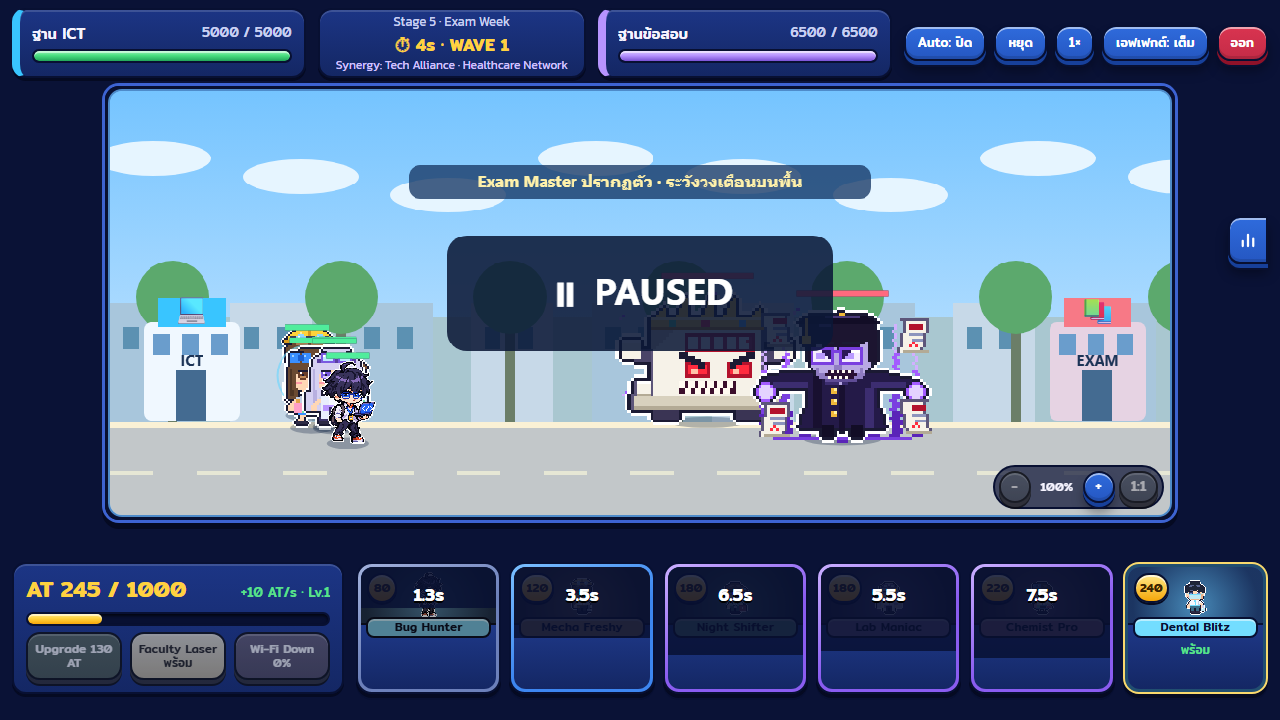 ฐาน ICT
5000 / 5000
Stage 5 · Exam Week
⏱ 4s · WAVE 1
Synergy: Tech Alliance · Healthcare Network
ฐานข้อสอบ
6500 / 6500
Auto: ปิด
หยุด
1×
เอฟเฟกต์: เต็ม
ออก
Exam Master ปรากฏตัว · ระวังวงเตือนบนพื้น
⏸ PAUSED
ICT
EXAM
−
100%
+
1:1
AT 245 / 1000
+10 AT/s · Lv.1
Upgrade 130
AT
Faculty Laser
พร้อม
Wi-Fi Down
0%
80
1.3s
Bug Hunter
120
3.5s
Mecha Freshy
180
6.5s
Night Shifter
180
5.5s
Lab Maniac
220
7.5s
Chemist Pro
240
Dental Blitz
พร้อม